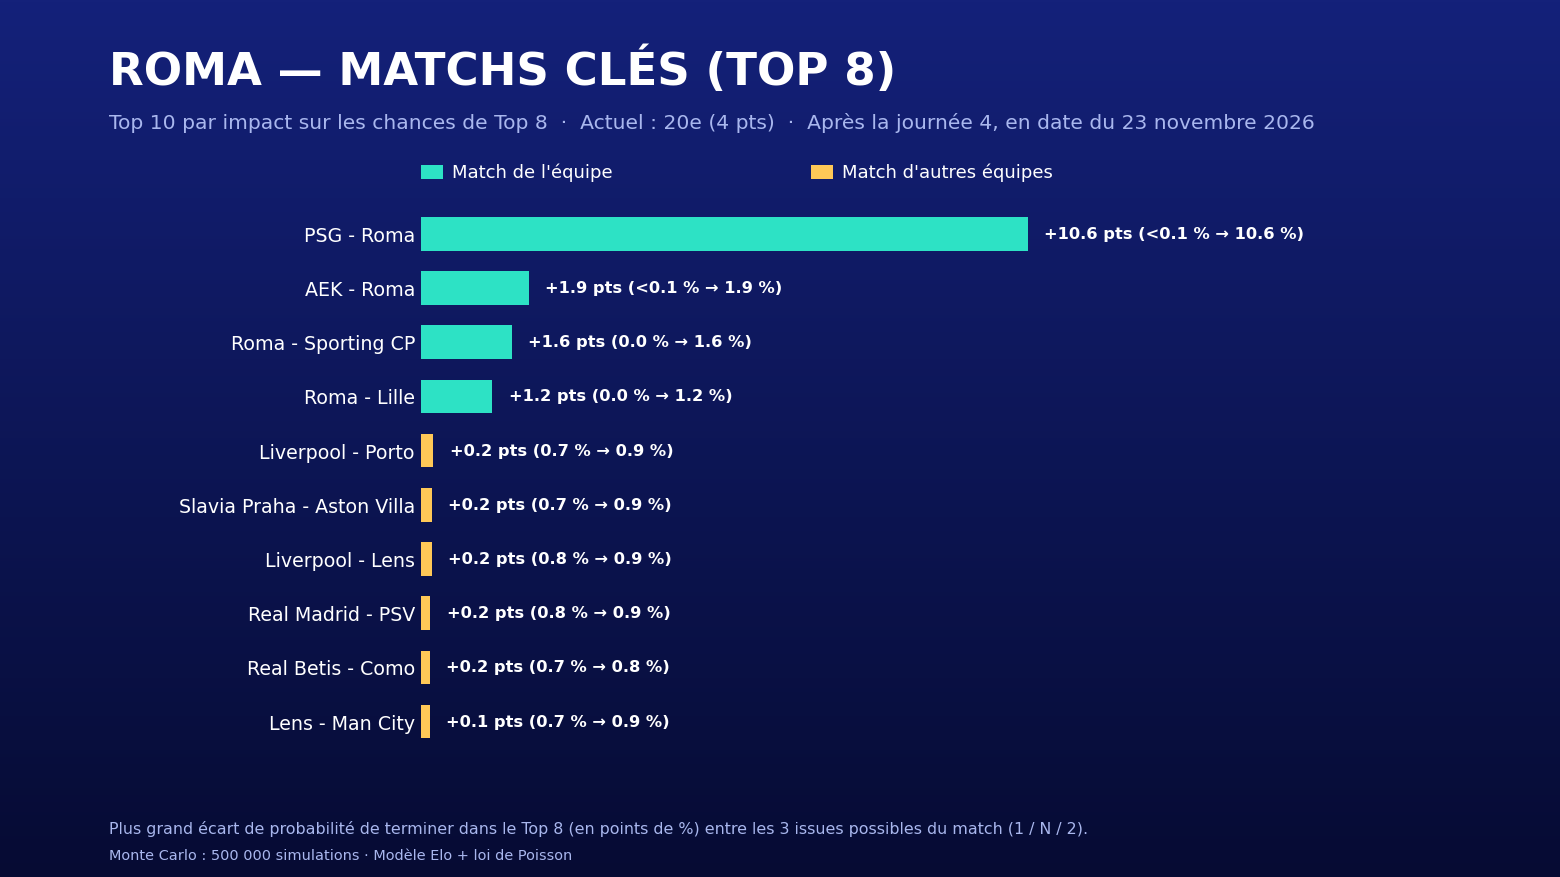 ROMA — MATCHS CLÉS (TOP 8)
Top 10 par impact sur les chances de Top 8 · Actuel : 20e (4 pts) · Après la journée 4, en date du 23 novembre 2026
Match de l'équipe
Match d'autres équipes
PSG - Roma +10.6 pts (<0.1 % → 10.6 %)
AEK - Roma +1.9 pts (<0.1 % → 1.9 %)
Roma - Sporting CP +1.6 pts (0.0 % → 1.6 %)
Roma - Lille +1.2 pts (0.0 % → 1.2 %)
Liverpool - Porto +0.2 pts (0.7 % → 0.9 %)
Slavia Praha - Aston Villa +0.2 pts (0.7 % → 0.9 %)
Liverpool - Lens +0.2 pts (0.8 % → 0.9 %)
Real Madrid - PSV +0.2 pts (0.8 % → 0.9 %)
Real Betis - Como +0.2 pts (0.7 % → 0.8 %)
Lens - Man City +0.1 pts (0.7 % → 0.9 %)
Plus grand écart de probabilité de terminer dans le Top 8 (en points de %) entre les 3 issues possibles du match (1 / N / 2).
Monte Carlo : 500 000 simulations · Modèle Elo + loi de Poisson